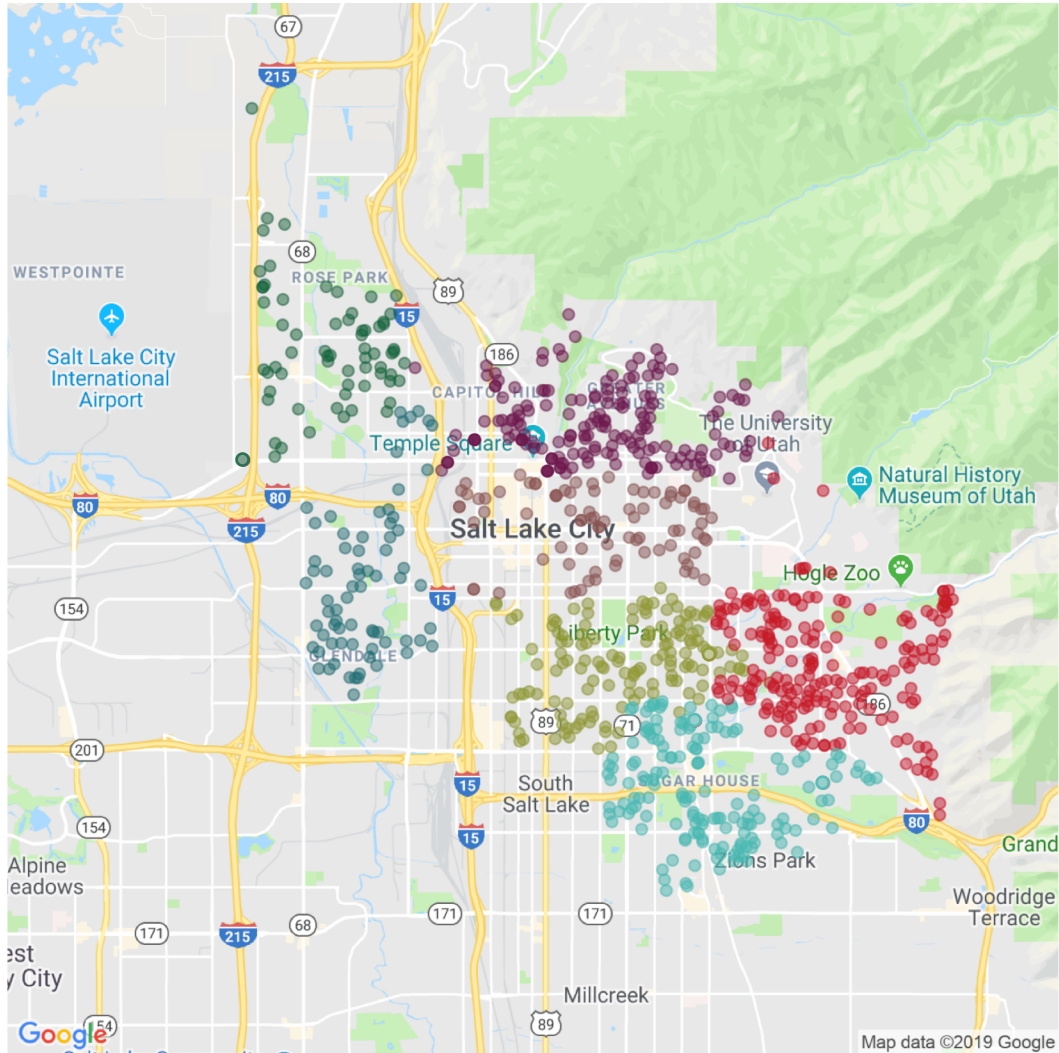 67
215
68
WESTPOINTE
ROSE PARK
89
15
Salt Lake City
International
Airport
186
CAPITOL HILL
GREATER
AVENUES
The University
of Utah
Temple Square
Natural History
Museum of Utah
80
80
215
Salt Lake City
Hogle Zoo
154
15
Liberty Park
GLENDALE
186
89
71
201
SUGAR HOUSE
15
South
Salt Lake
80
154
15
Grand
Alpine
Meadows
Zions Park
Woodridge
Terrace
171
171
68
171
215
est
y City
Millcreek
89
154
Google
Map data ©2019 Google